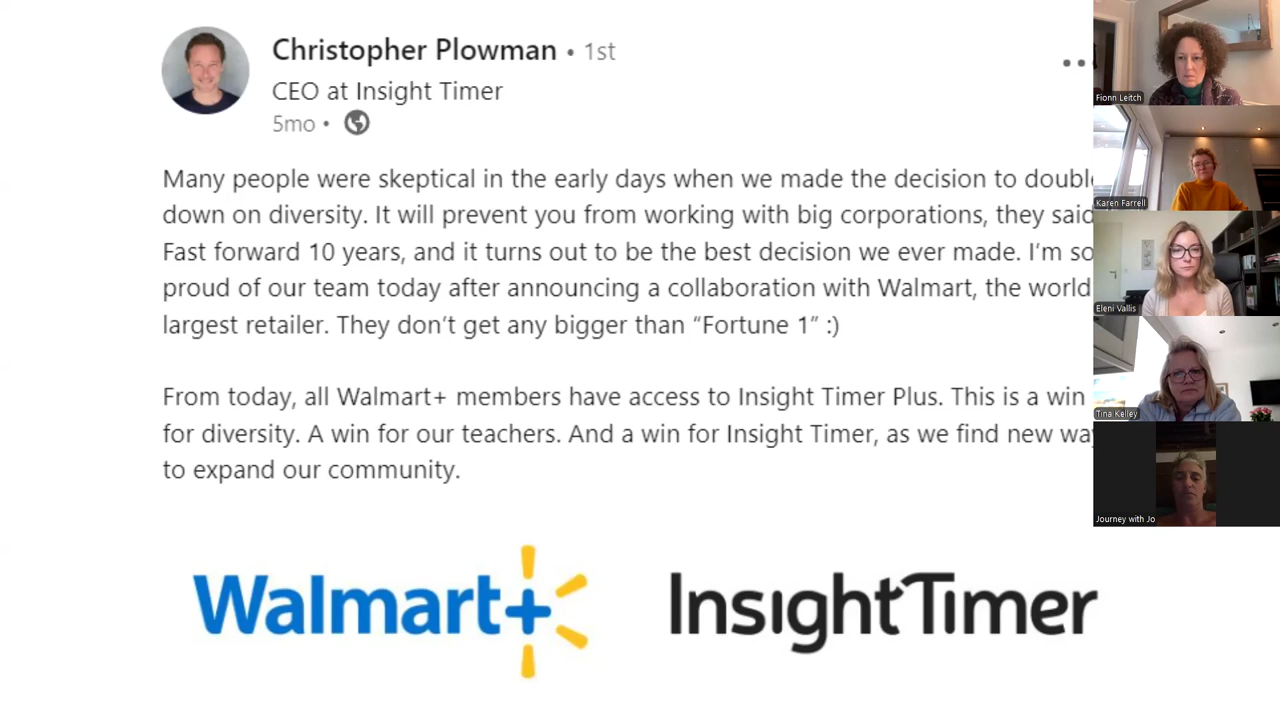 Christopher Plowman • 1st
CEO at Insight Timer
5mo •
Many people were skeptical in the early days when we made the decision to doubl
down on diversity. It will prevent you from working with big corporations, they said
Fast forward 10 years, and it turns out to be the best decision we ever made. I'm so
proud of our team today after announcing a collaboration with Walmart, the world
largest retailer. They don't get any bigger than “Fortune 1” :)
From today, all Walmart+ members have access to Insight Timer Plus. This is a win
for diversity. A win for our teachers. And a win for Insight Timer, as we find new wa
to expand our community.
Walmart+
InsightTimer
Fionn Leitch
Karen Farrell
Eleni Vallis
Tina Kelley
Journey with Jo